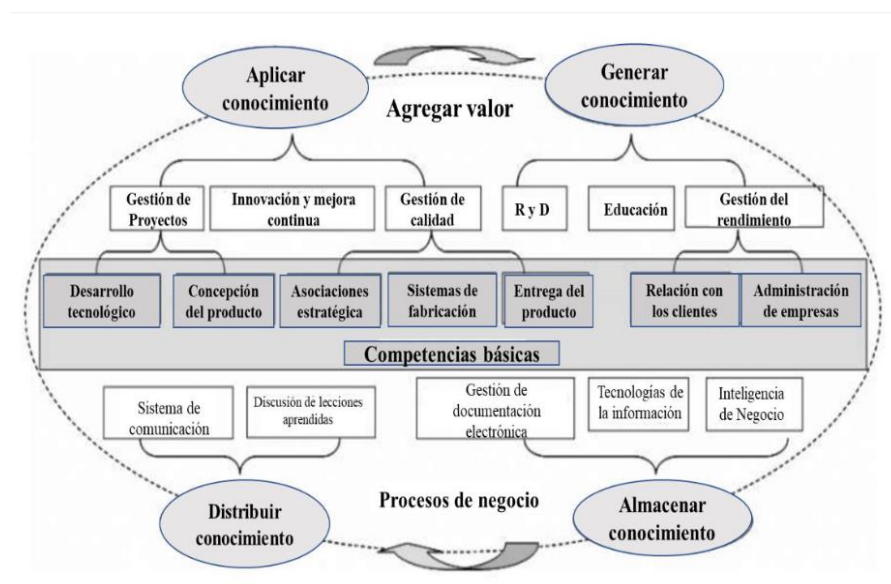 Aplicar
conocimiento
Generar
conocimiento
Agregar valor
Gestión de
Proyectos
Innovación y mejora
continua
Gestión de
calidad
R y D
Educación
Gestión del
rendimiento
Desarrollo
tecnológico
Concepción
del producto
Asociaciones
estratégica
Sistemas de
fabricación
Entrega del
producto
Relación con
los clientes
Administración
de empresas
Competencias básicas
Sistema de
comunicación
Discusión de lecciones
aprendidas
Gestión de
documentación
electrónica
Tecnologías de
la información
Inteligencia
de Negocio
Distribuir
conocimiento
Procesos de negocio
Almacenar
conocimiento